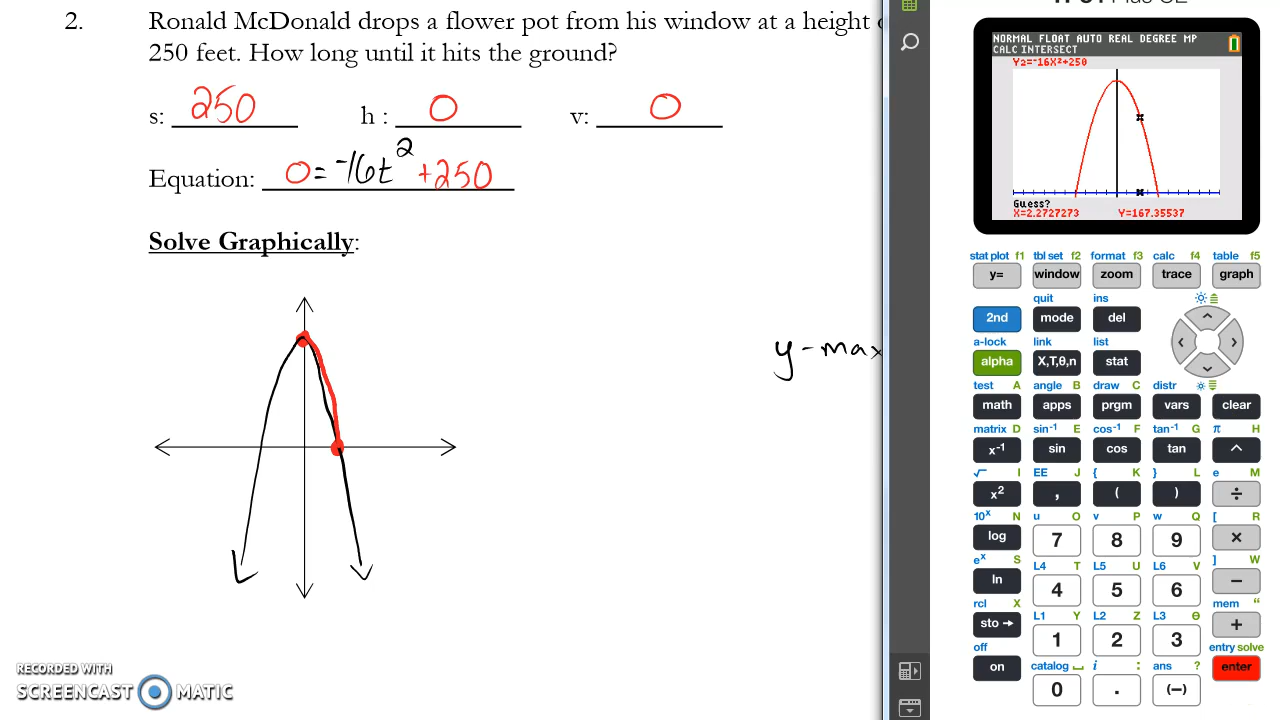 2. Ronald McDonald drops a flower pot from his window at a height
250 feet. How long until it hits the ground?
s: 250 h : 0 v: 0
Equation: 0 = -16t² +250
Solve Graphically:
y-max
RECORDED WITH
SCREENCAST MATIC
NORMAL FLOAT AUTO REAL DEGREE MP
CALC INTERSECT
Y2=-16X²+250
Guess?
X=2.2727273 Y=167.35537
stat plot f1 tbl set f2 format f3 calc f4 table f5
y= window zoom trace graph
quit ins
2nd mode del
a-lock link list
alpha X,T,θ,n stat
test A angle B draw C distr
math apps prgm vars clear
matrix D sin⁻¹ E cos⁻¹ F tan⁻¹ G π H
x⁻¹ sin cos tan ^
√ I EE J { K } L e M
x² , ( ) ÷
10ˣ N u O v P w Q [ R
log 7 8 9 ×
eˣ S L4 T L5 U L6 V ] W
ln 4 5 6 −
rcl X L1 Y L2 Z L3 θ mem "
sto → 1 2 3 +
off catalog i : ans ? entry solve
on 0 . (−) enter